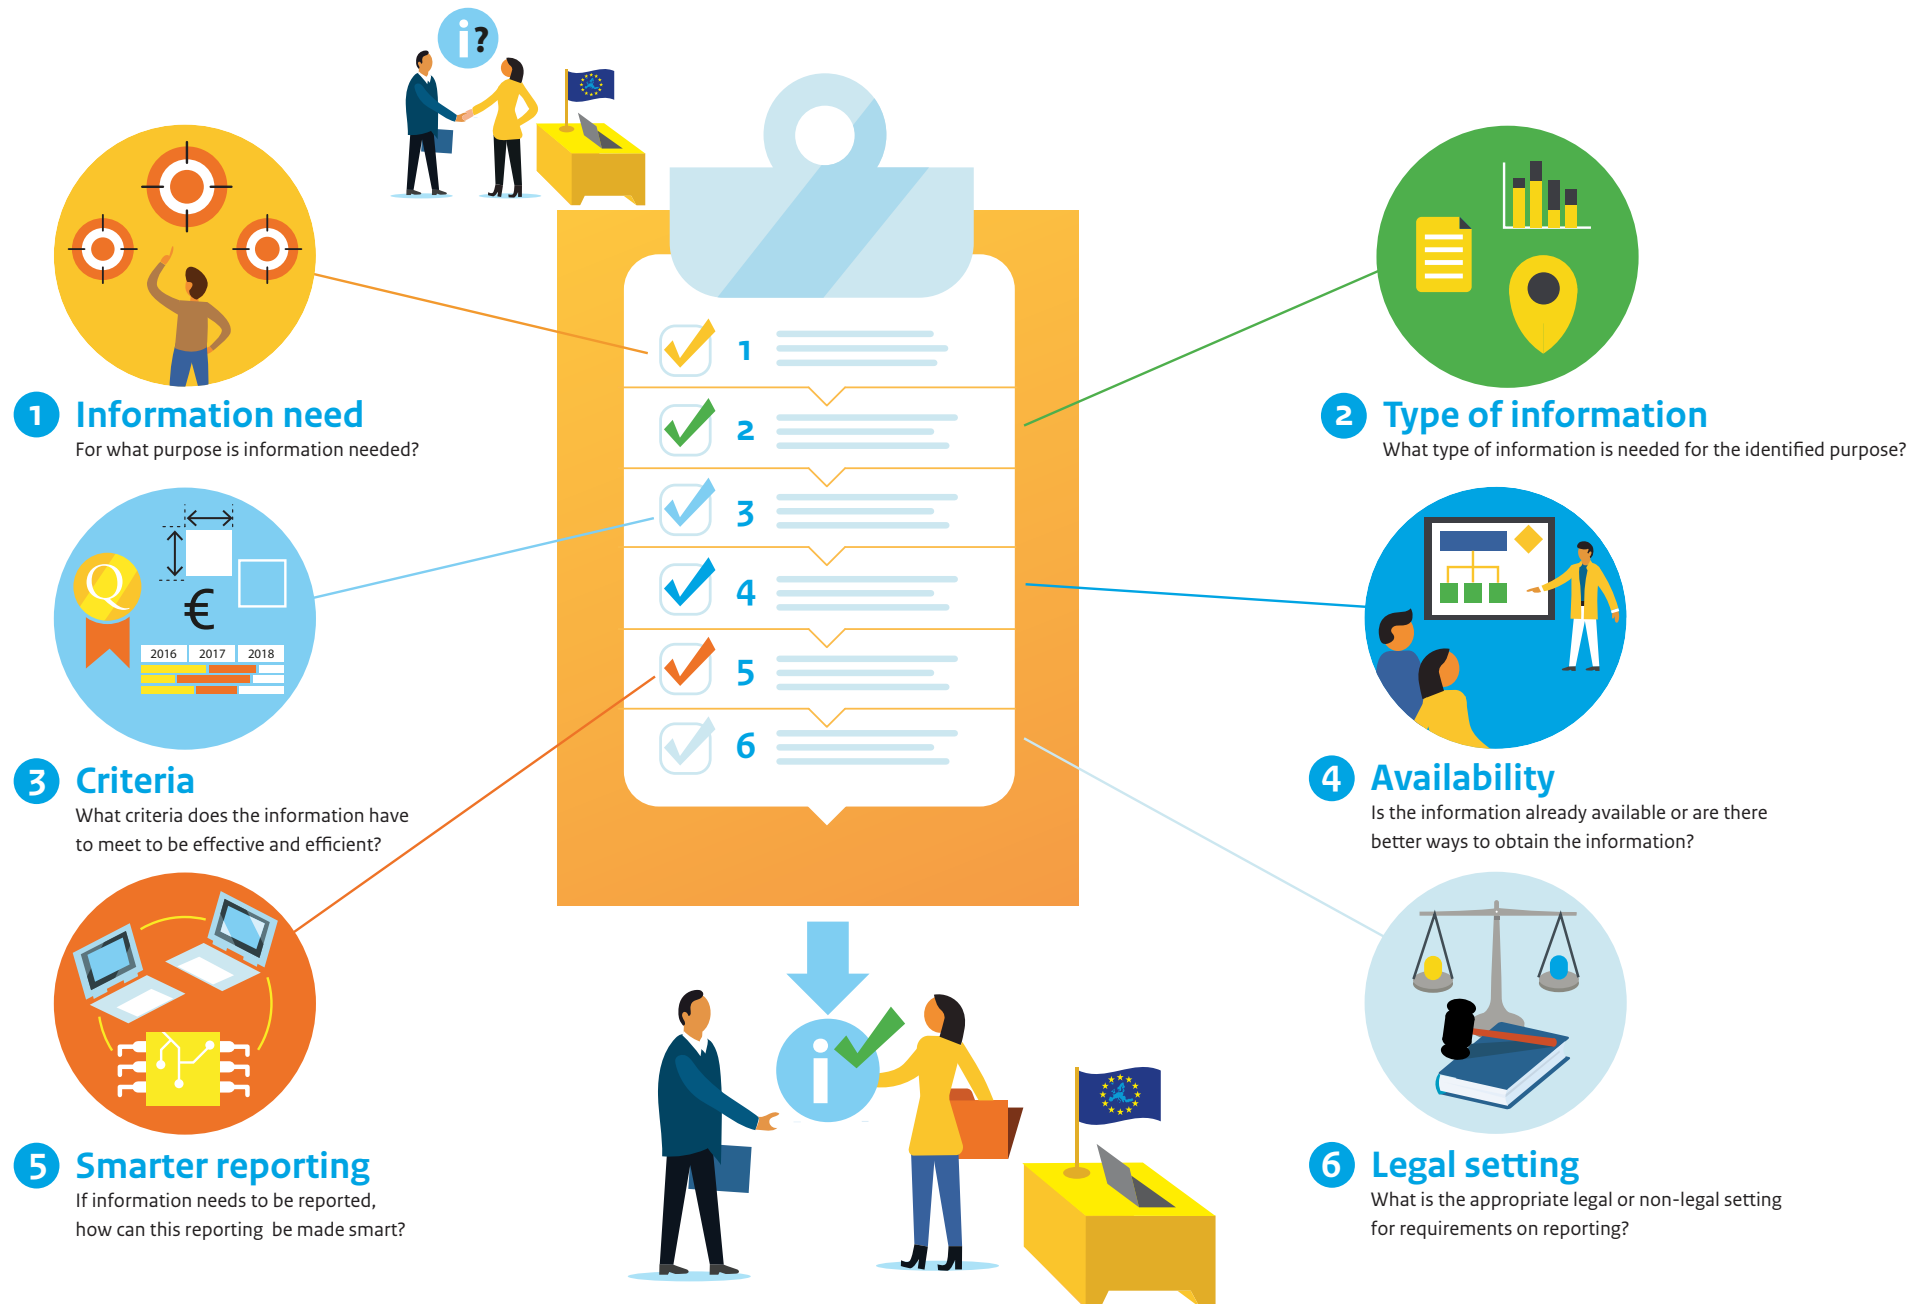 i?
1
2
3
4
5
6
1 Information need
For what purpose is information needed?
2 Type of information
What type of information is needed for the identified purpose?
Q
€
2016 2017 2018
3 Criteria
What criteria does the information have
to meet to be effective and efficient?
4 Availability
Is the information already available or are there
better ways to obtain the information?
5 Smarter reporting
If information needs to be reported,
how can this reporting be made smart?
6 Legal setting
What is the appropriate legal or non-legal setting
for requirements on reporting?
i